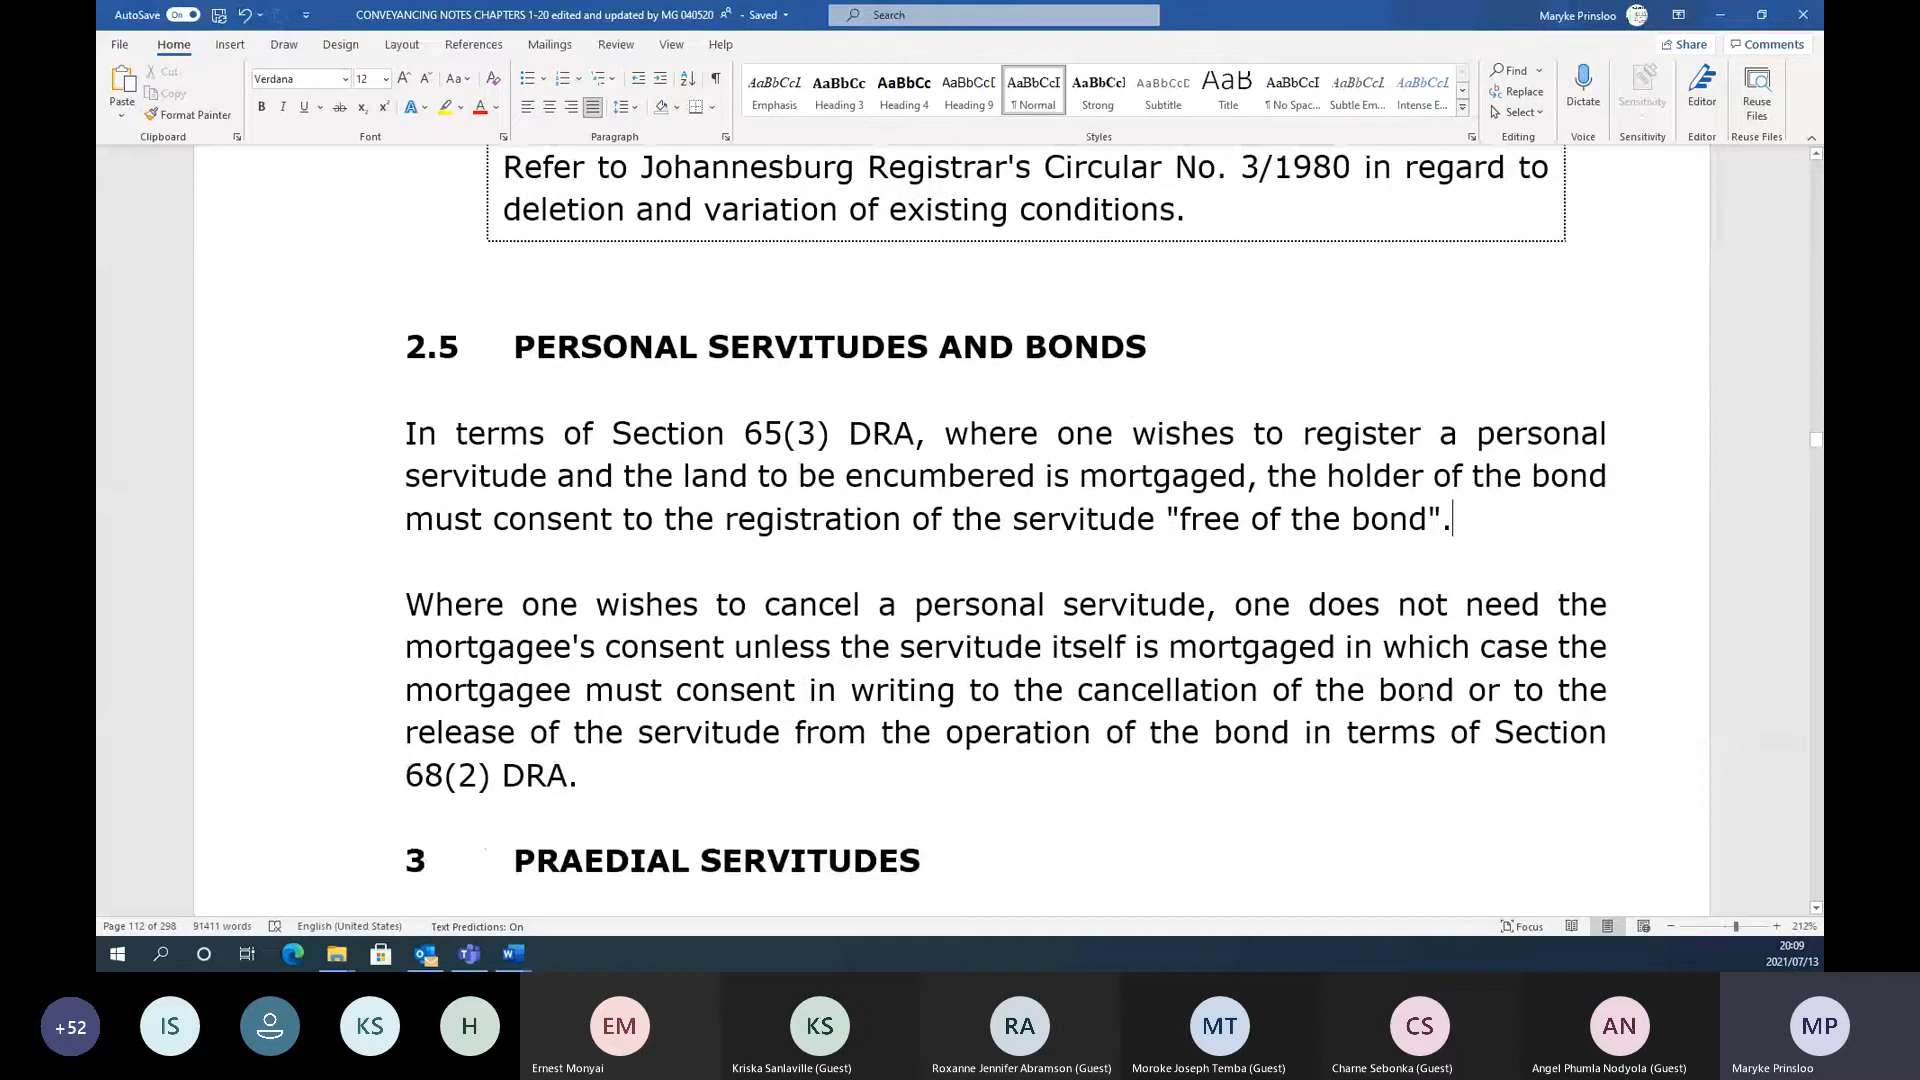 AutoSave On CONVEYANCING NOTES CHAPTERS 1-20 edited and updated by MG 040520 - Saved Search Maryke Prinsloo
File Home Insert Draw Design Layout References Mailings Review View Help Share Comments
Paste Cut Copy Format Painter
Clipboard
Verdana 12 Aa
B I U ab x₂ x² A A
Font
Paragraph
AaBbCcI AaBbCc AaBbCc AaBbCcI AaBbCcI AaBbCcI AaBbCcD AaB AaBbCcI AaBbCcI AaBbCcI
Emphasis Heading 3 Heading 4 Heading 9 ¶ Normal Strong Subtitle Title ¶ No Spac... Subtle Em... Intense E...
Styles
Find
Replace
Select
Editing
Dictate
Voice
Sensitivity
Sensitivity
Editor
Editor
Reuse
Files
Reuse Files
Refer to Johannesburg Registrar's Circular No. 3/1980 in regard to
deletion and variation of existing conditions.
2.5 PERSONAL SERVITUDES AND BONDS
In terms of Section 65(3) DRA, where one wishes to register a personal
servitude and the land to be encumbered is mortgaged, the holder of the bond
must consent to the registration of the servitude "free of the bond".
Where one wishes to cancel a personal servitude, one does not need the
mortgagee's consent unless the servitude itself is mortgaged in which case the
mortgagee must consent in writing to the cancellation of the bond or to the
release of the servitude from the operation of the bond in terms of Section
68(2) DRA.
3 PRAEDIAL SERVITUDES
Page 112 of 298 91411 words English (United States) Text Predictions: On Focus 212%
20:09
2021/07/13
+52 IS KS H EM KS RA MT CS AN MP
Ernest Monyai Kriska Sanlaville (Guest) Roxanne Jennifer Abramson (Guest) Moroke Joseph Temba (Guest) Charne Sebonka (Guest) Angel Phumla Nodyola (Guest) Maryke Prinsloo